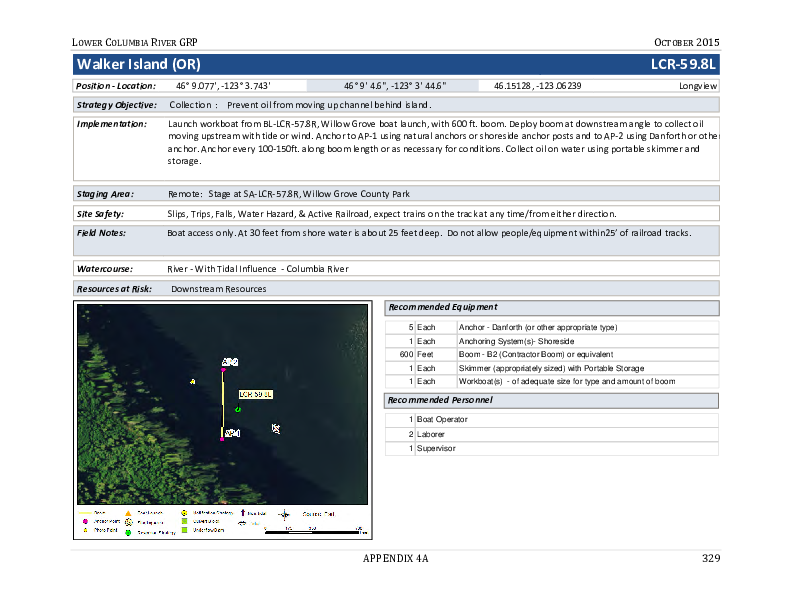 LOWER COLUMBIA RIVER GRP OCTOBER 2015
Walker Island (OR) LCR-59.8L
Position - Location: 46° 9.077', -123° 3.743' 46° 9' 4.6", -123° 3' 44.6" 46.15128, -123.06239 Longview
Strategy Objective: Collection : Prevent oil from moving up channel behind island.
Implementation: Launch workboat from BL-LCR-57.8R, Willow Grove boat launch, with 600 ft. boom. Deploy boom at downstream angle to collect oil
moving upstream with tide or wind. Anchor to AP-1 using natural anchors or shoreside anchor posts and to AP-2 using Danforth or other
anchor. Anchor every 100-150ft. along boom length or as necessary for conditions. Collect oil on water using portable skimmer and
storage.
Staging Area: Remote: Stage at SA-LCR-57.8R, Willow Grove County Park
Site Safety: Slips, Trips, Falls, Water Hazard, & Active Railroad, expect trains on the track at any time/from either direction.
Field Notes: Boat access only. At 30 feet from shore water is about 25 feet deep. Do not allow people/equipment within 25' of railroad tracks.
Watercourse: River - With Tidal Influence - Columbia River
Resources at Risk: Downstream Resources
Recommended Equipment
5 Each Anchor - Danforth (or other appropriate type)
1 Each Anchoring System(s)- Shoreside
600 Feet Boom - B2 (Contractor Boom) or equivalent
1 Each Skimmer (appropriately sized) with Portable Storage
1 Each Workboat(s) - of adequate size for type and amount of boom
Recommended Personnel
1 Boat Operator
2 Laborer
1 Supervisor
AP-2
LCR-59.8L
AP-1
Anchor Point
Photo Point
APPENDIX 4A 329